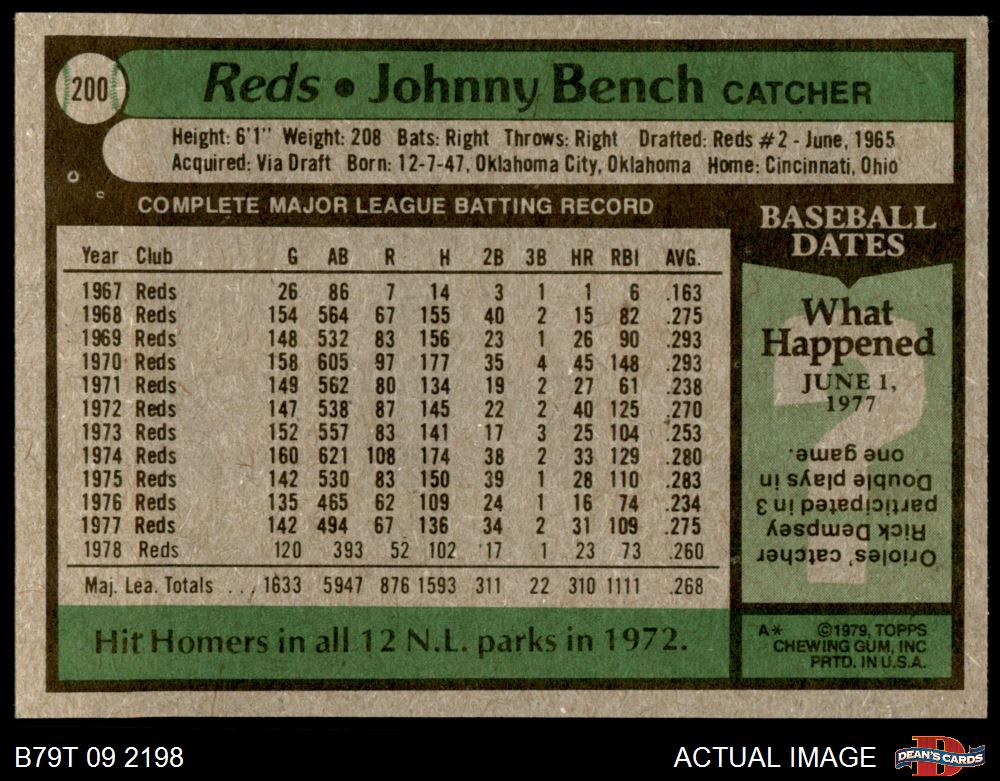 200
Reds • Johnny Bench CATCHER
Height: 6'1" Weight: 208 Bats: Right Throws: Right Drafted: Reds #2 - June, 1965
Acquired: Via Draft Born: 12-7-47, Oklahoma City, Oklahoma Home: Cincinnati, Ohio
COMPLETE MAJOR LEAGUE BATTING RECORD
Year Club G AB R H 2B 3B HR RBI AVG.
1967 Reds 26 86 7 14 3 1 1 6 .163
1968 Reds 154 564 67 155 40 2 15 82 .275
1969 Reds 148 532 83 156 23 1 26 90 .293
1970 Reds 158 605 97 177 35 4 45 148 .293
1971 Reds 149 562 80 134 19 2 27 61 .238
1972 Reds 147 538 87 145 22 2 40 125 .270
1973 Reds 152 557 83 141 17 3 25 104 .253
1974 Reds 160 621 108 174 38 2 33 129 .280
1975 Reds 142 530 83 150 39 1 28 110 .283
1976 Reds 135 465 62 109 24 1 16 74 .234
1977 Reds 142 494 67 136 34 2 31 109 .275
1978 Reds 120 393 52 102 17 1 23 73 .260
Maj. Lea. Totals . . . 1633 5947 876 1593 311 22 310 1111 .268
Hit Homers in all 12 N.L. parks in 1972.
BASEBALL
DATES
What
Happened
JUNE 1,
1977
Orioles' catcher
Rick Dempsey
participated in 3
Double plays in
one game.
A* ©1979, TOPPS
CHEWING GUM, INC
PRTD. IN U.S.A.
B79T 09 2198
ACTUAL IMAGE
DEAN'S CARDS